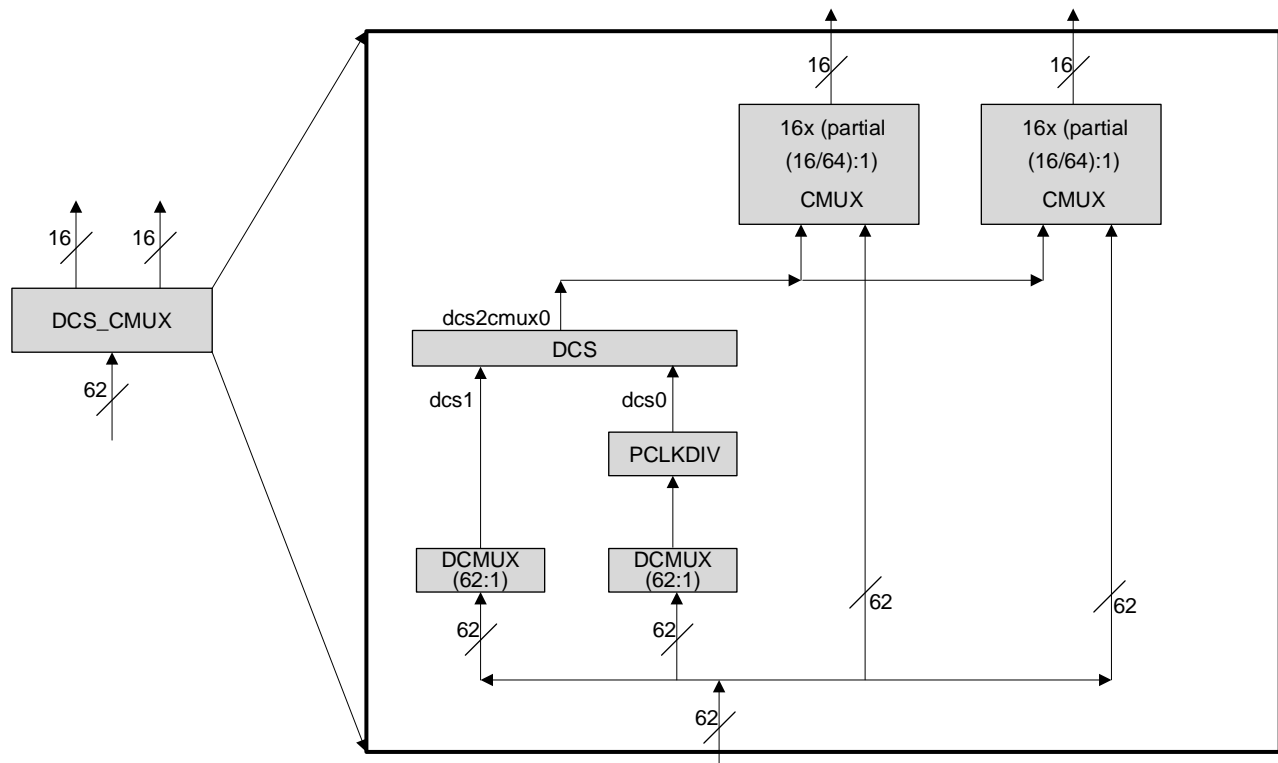 16
16
16x (partial
(16/64):1)
CMUX
16x (partial
(16/64):1)
CMUX
16
16
DCS_CMUX
62
dcs2cmux0
DCS
dcs1
dcs0
PCLKDIV
DCMUX
(62:1)
DCMUX
(62:1)
62
62
62
62
62